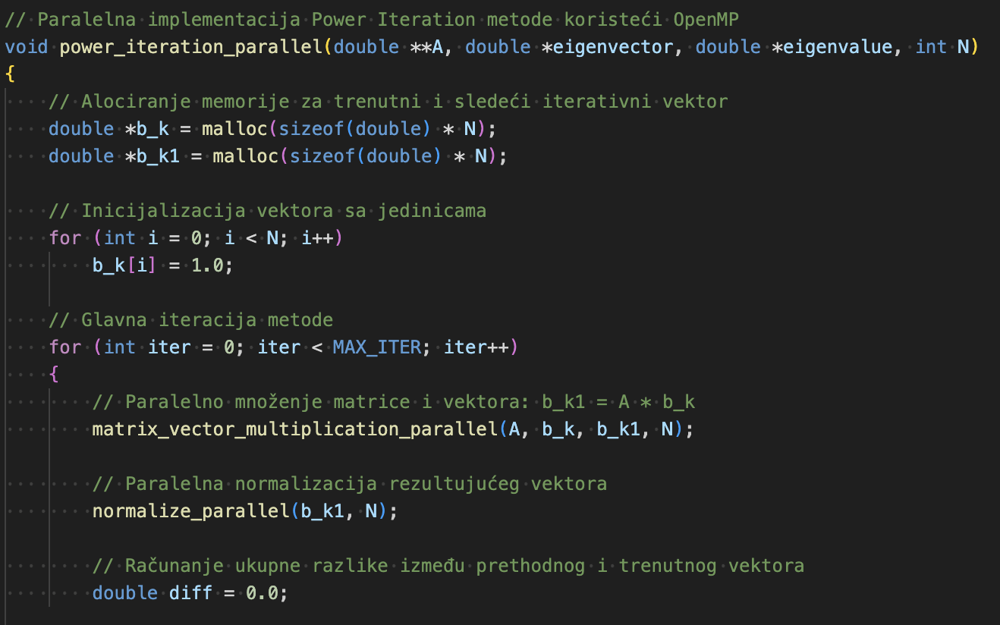 // Paralelna implementacija Power Iteration metode koristeći OpenMP
void power_iteration_parallel(double **A, double *eigenvector, double *eigenvalue, int N)
{
// Alociranje memorije za trenutni i sledeći iterativni vektor
double *b_k = malloc(sizeof(double) * N);
double *b_k1 = malloc(sizeof(double) * N);
// Inicijalizacija vektora sa jedinicama
for (int i = 0; i < N; i++)
b_k[i] = 1.0;
// Glavna iteracija metode
for (int iter = 0; iter < MAX_ITER; iter++)
{
// Paralelno množenje matrice i vektora: b_k1 = A * b_k
matrix_vector_multiplication_parallel(A, b_k, b_k1, N);
// Paralelna normalizacija rezultujućeg vektora
normalize_parallel(b_k1, N);
// Računanje ukupne razlike između prethodnog i trenutnog vektora
double diff = 0.0;